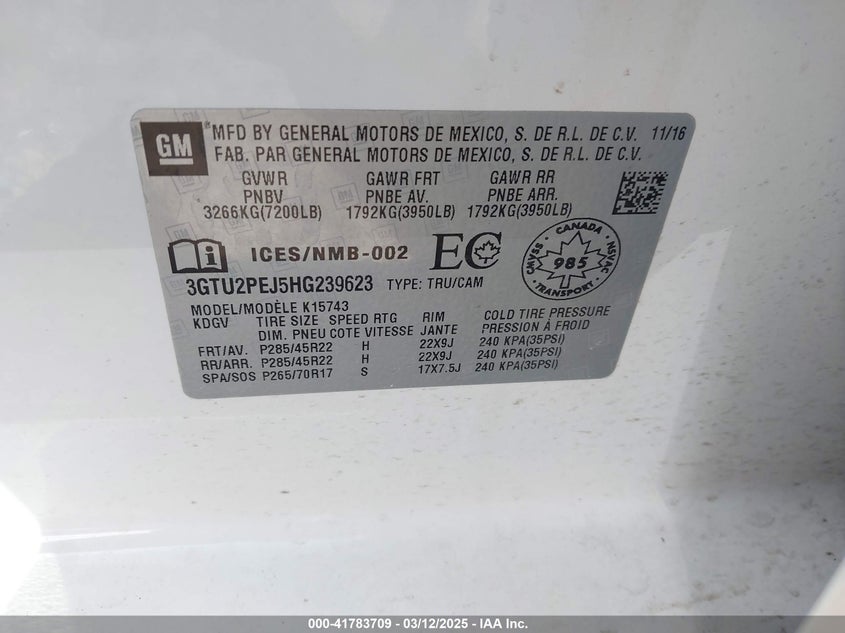 GM
MFD BY GENERAL MOTORS DE MEXICO, S. DE R.L. DE C.V. 11/16
FAB. PAR GENERAL MOTORS DE MEXICO, S. DE R.L. DE C.V.
GVWR GAWR FRT GAWR RR
PNBV PNBE AV. PNBE ARR.
3266KG(7200LB) 1792KG(3950LB) 1792KG(3950LB)
ICES/NMB-002 EC
CANADA CMVSS NSVAC 985 TRANSPORT
3GTU2PEJ5HG239623 TYPE: TRU/CAM
MODEL/MODÈLE K15743
KDGV TIRE SIZE SPEED RTG RIM COLD TIRE PRESSURE
DIM. PNEU COTE VITESSE JANTE PRESSION À FROID
FRT/AV. P285/45R22 H 22X9J 240 KPA(35PSI)
RR/ARR. P285/45R22 H 22X9J 240 KPA(35PSI)
SPA/SOS P265/70R17 S 17X7.5J 240 KPA(35PSI)
000-41783709 - 03/12/2025 - IAA Inc.